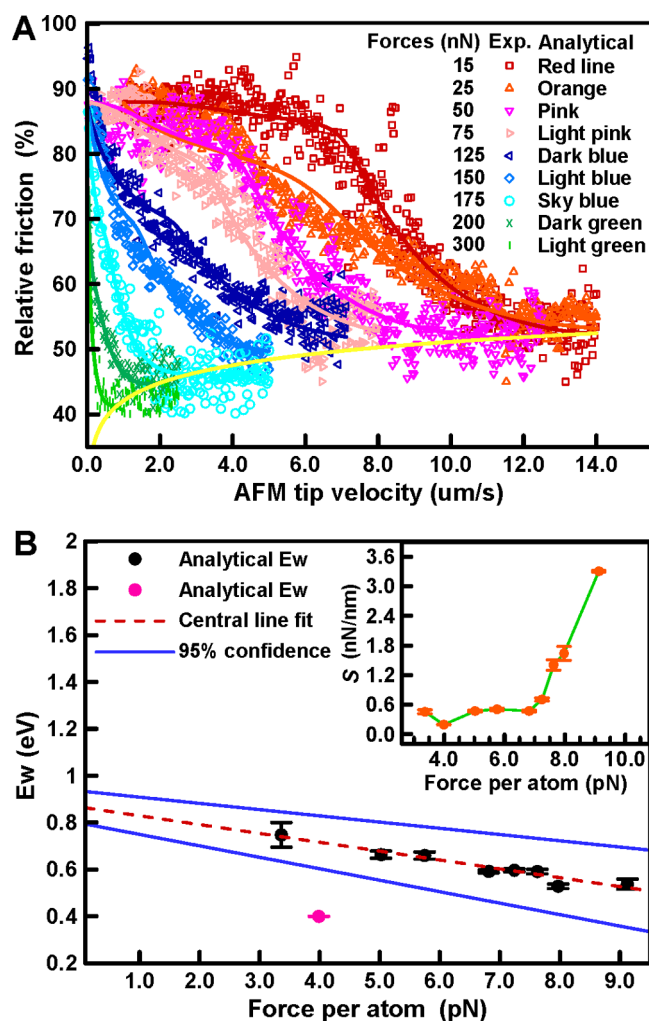 A
Forces (nN) Exp. Analytical
15 Red line
25 Orange
50 Pink
75 Light pink
125 Dark blue
150 Light blue
175 Sky blue
200 Dark green
300 Light green
Relative friction (%)
100
90
80
70
60
50
40
0.0 2.0 4.0 6.0 8.0 10.0 12.0 14.0
AFM tip velocity (um/s)
B
Analytical Ew
Analytical Ew
Central line fit
95% confidence
Ew (eV)
2
1.8
1.6
1.4
1.2
1
0.8
0.6
0.4
0.2
1.0 2.0 3.0 4.0 5.0 6.0 7.0 8.0 9.0
Force per atom (pN)
S (nN/nm)
3.6
3.0
2.4
1.8
1.2
0.6
0.0
4.0 6.0 8.0 10.0
Force per atom (pN)